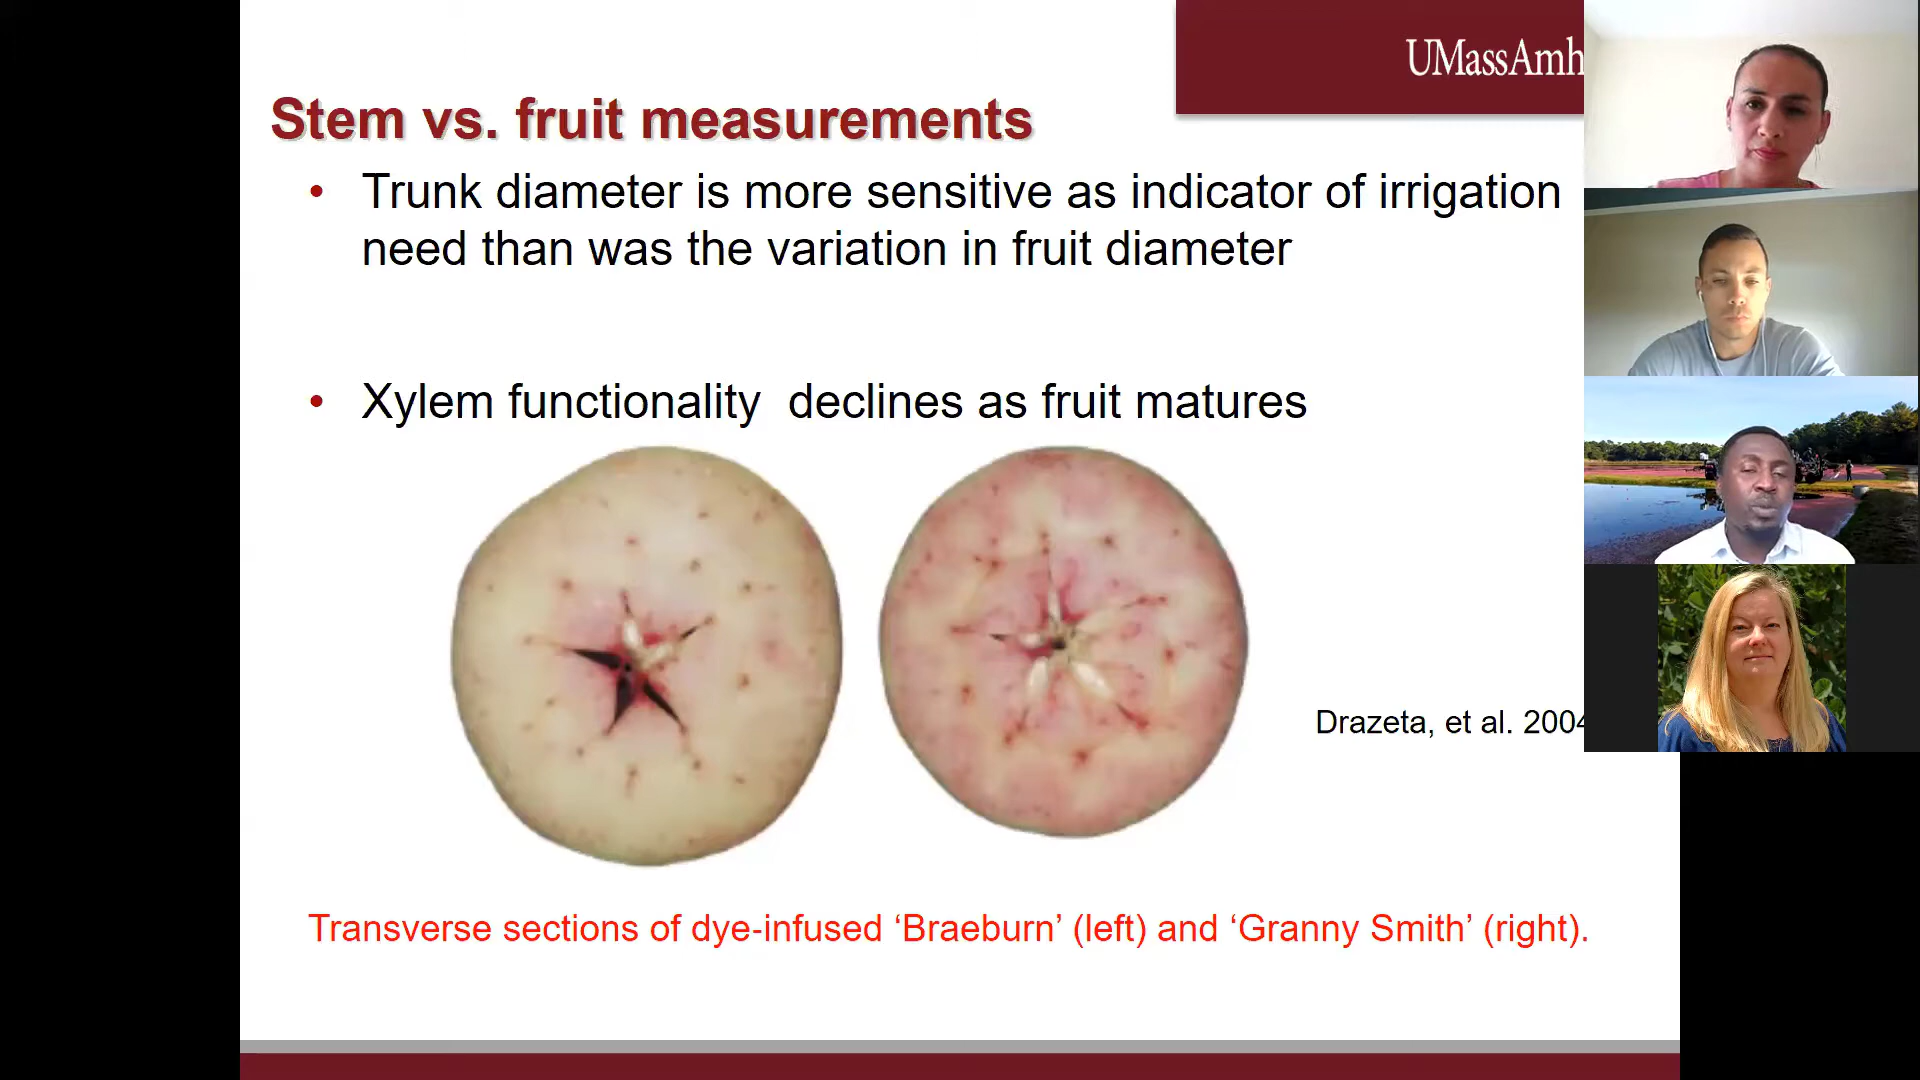 UMassAmh
Stem vs. fruit measurements
• Trunk diameter is more sensitive as indicator of irrigation
need than was the variation in fruit diameter
• Xylem functionality declines as fruit matures
Drazeta, et al. 2004
Transverse sections of dye-infused ‘Braeburn’ (left) and ‘Granny Smith’ (right).